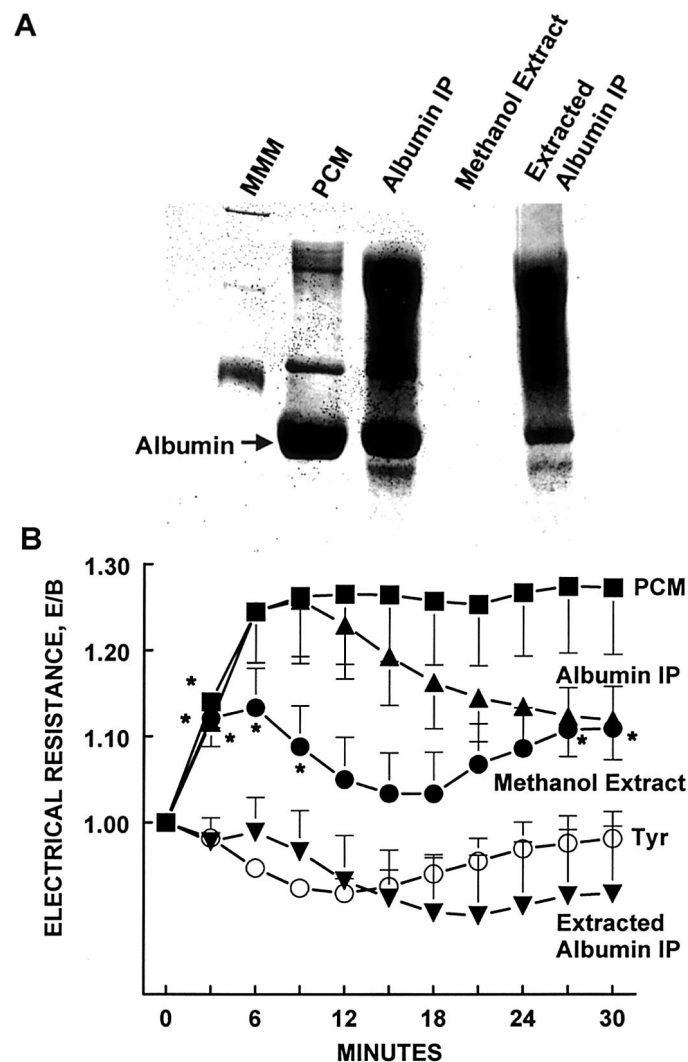 A
MMM
PCM
Albumin IP
Methanol Extract
Extracted
Albumin IP
Albumin
B
ELECTRICAL RESISTANCE, E/B
1.30
1.20
1.10
1.00
PCM
Albumin IP
Methanol Extract
Tyr
Extracted
Albumin IP
*
*
*
*
*
*
*
0
6
12
18
24
30
MINUTES